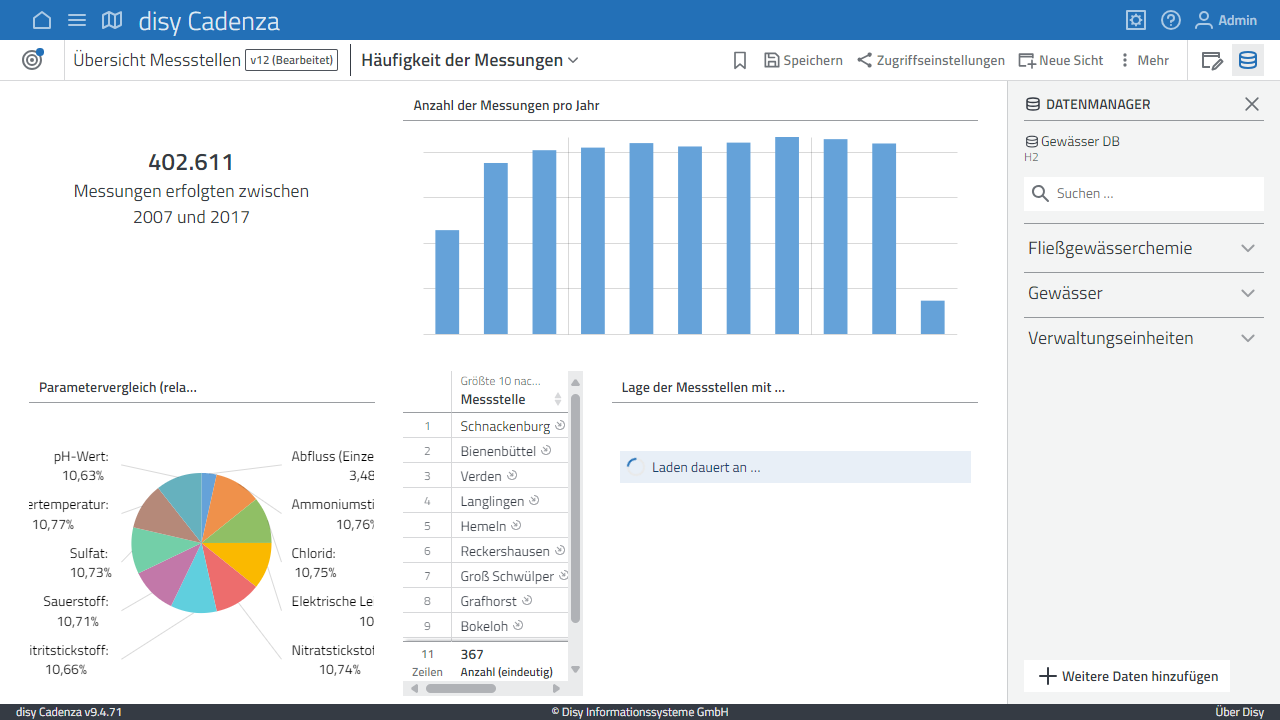 disy Cadenza
Admin
Übersicht Messstellen v12 (Bearbeitet) Häufigkeit der Messungen
Speichern Zugriffseinstellungen Neue Sicht Mehr
402.611
Messungen erfolgten zwischen
2007 und 2017
Anzahl der Messungen pro Jahr
Parametervergleich (rela...
pH-Wert:
10,63%
ertemperatur:
10,77%
Sulfat:
10,73%
Sauerstoff:
10,71%
itritstickstoff:
10,66%
Abfluss (Einze
3,48
Ammoniumsti
10,76%
Chlorid:
10,75%
Elektrische Le
10
Nitratstickstof
10,74%
Größte 10 nac...
Messstelle
1 Schnackenburg
2 Bienenbüttel
3 Verden
4 Langlingen
5 Hemeln
6 Reckershausen
7 Groß Schwülper
8 Grafhorst
9 Bokeloh
11 367
Zeilen Anzahl (eindeutig)
Lage der Messstellen mit ...
Laden dauert an ...
DATENMANAGER
Gewässer DB
H2
Suchen ...
Fließgewässerchemie
Gewässer
Verwaltungseinheiten
Weitere Daten hinzufügen
disy Cadenza v9.4.71
© Disy Informationssysteme GmbH
Über Disy